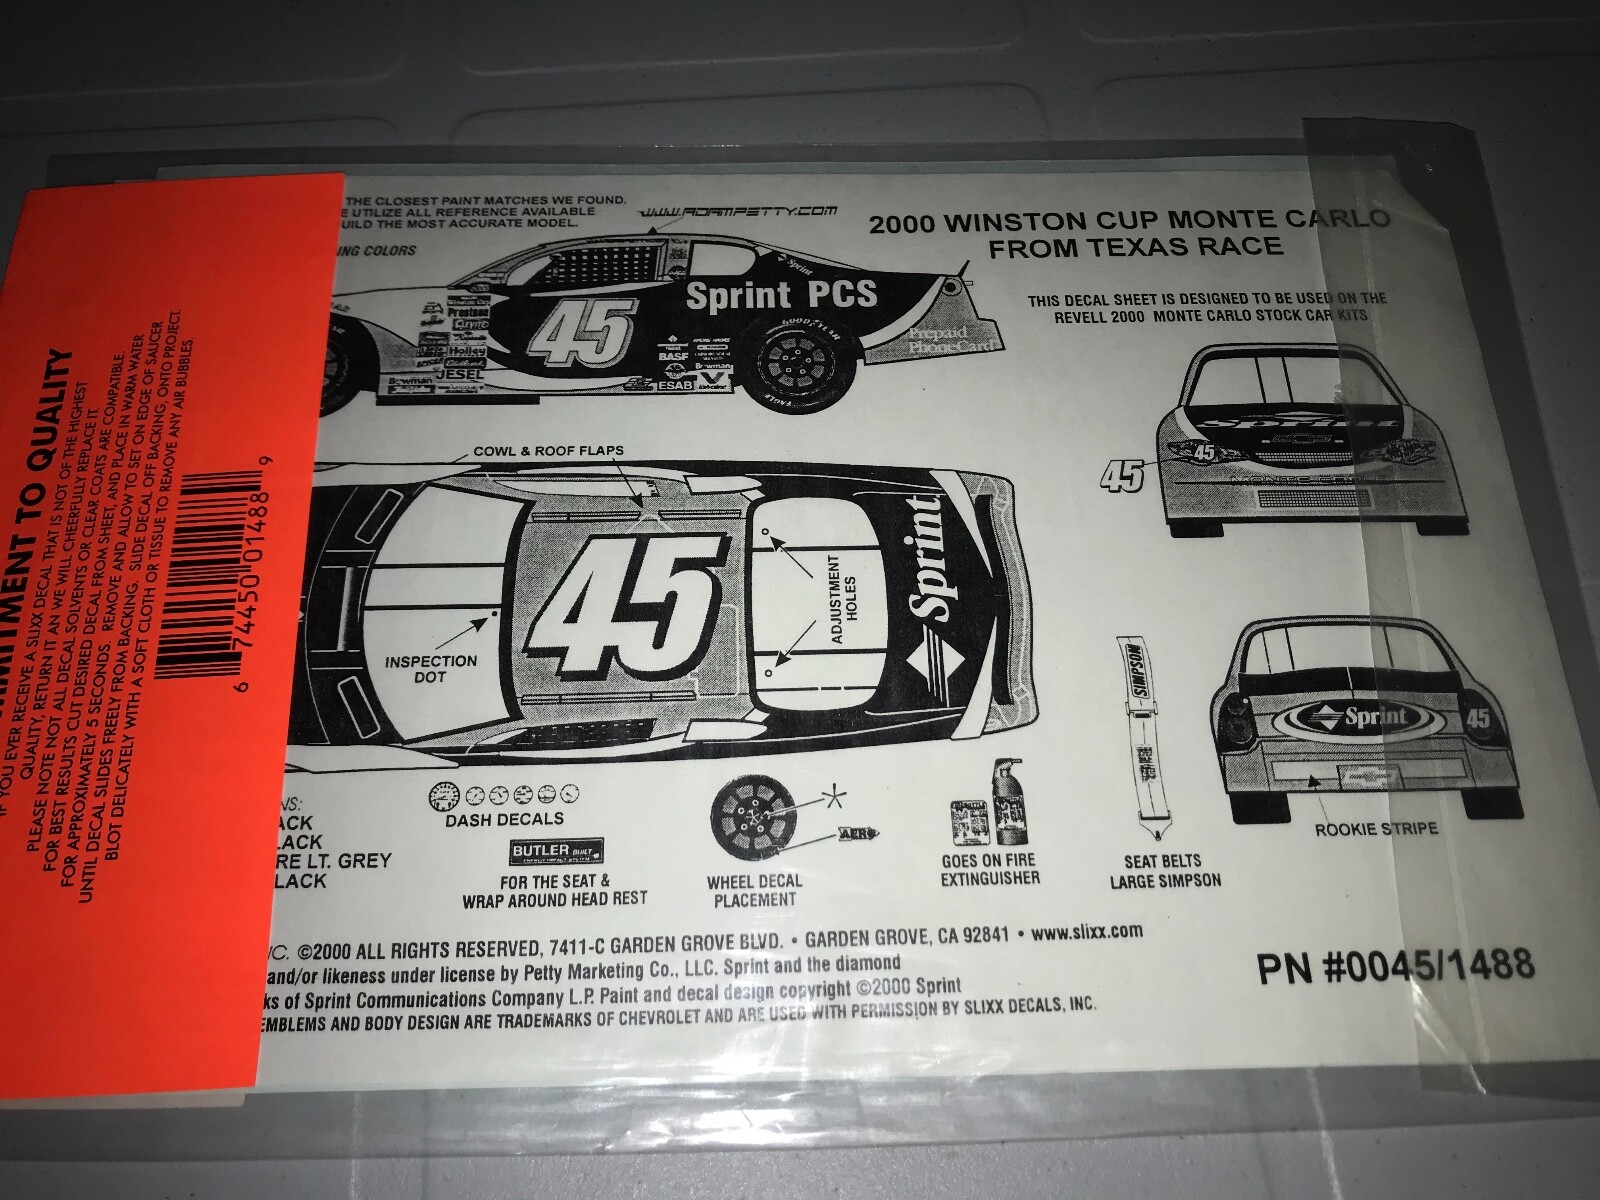 THE CLOSEST PAINT MATCHES WE FOUND.
UTILIZE ALL REFERENCE AVAILABLE
UILD THE MOST ACCURATE MODEL.
ING COLORS
WWW.ADAMPETTY.COM
2000 WINSTON CUP MONTE CARLO
FROM TEXAS RACE
THIS DECAL SHEET IS DESIGNED TO BE USED ON THE
REVELL 2000 MONTE CARLO STOCK CAR KITS
Sprint
Sprint PCS
45
Prestone
CLEVITE
Holley
JESEL
Bowman
BASF
Bowman
ESAB
Valvoline
GOODYEAR
EAGLE
Prepaid
Phone Card
Sprint
45
45
MONTE CARLO
COWL & ROOF FLAPS
45
INSPECTION
DOT
ADJUSTMENT
HOLES
Sprint
SIMPSON
Sprint
45
ROOKIE STRIPE
NS:
ACK
LACK
RE LT. GREY
LACK
DASH DECALS
BUTLER BUILT
FOR THE SEAT &
WRAP AROUND HEAD REST
AERO
WHEEL DECAL
PLACEMENT
GOES ON FIRE
EXTINGUISHER
SEAT BELTS
LARGE SIMPSON
C. ©2000 ALL RIGHTS RESERVED, 7411-C GARDEN GROVE BLVD. • GARDEN GROVE, CA 92841 • www.slixx.com
and/or likeness under license by Petty Marketing Co., LLC. Sprint and the diamond
ks of Sprint Communications Company L.P. Paint and decal design copyright ©2000 Sprint
EMBLEMS AND BODY DESIGN ARE TRADEMARKS OF CHEVROLET AND ARE USED WITH PERMISSION BY SLIXX DECALS, INC.
PN #0045/1488
MMITMENT TO QUALITY
IF YOU EVER RECEIVE A SLIXX DECAL THAT IS NOT OF THE HIGHEST
QUALITY, RETURN IT AN WE WILL CHEERFULLY REPLACE IT.
PLEASE NOTE NOT ALL DECAL SOLVENTS OR CLEAR COATS ARE COMPATIBLE.
FOR BEST RESULTS CUT DESIRED DECAL FROM SHEET, AND PLACE IN WARM WATER
FOR APPROXIMATELY 5 SECONDS. REMOVE AND ALLOW TO SET ON EDGE OF SAUCER
UNTIL DECAL SLIDES FREELY FROM BACKING. SLIDE DECAL OFF BACKING, ONTO PROJECT.
BLOT DELICATELY WITH A SOFT CLOTH OR TISSUE TO REMOVE ANY AIR BUBBLES.
6 74450 01488 9